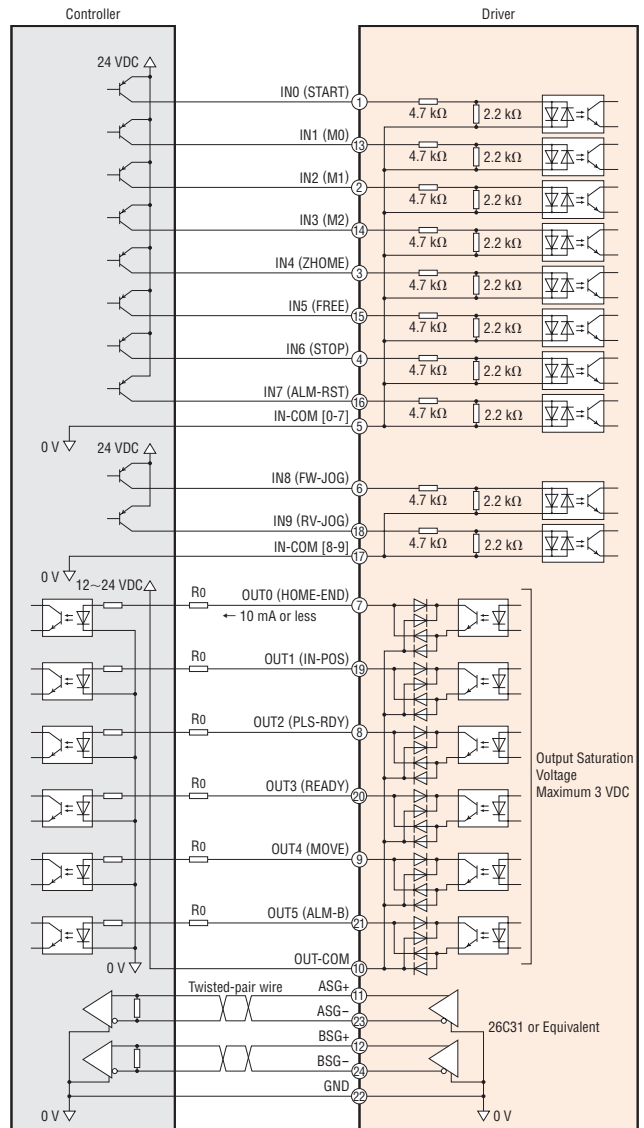 Controller
Driver
24 VDC
IN0 (START)
1
4.7 kΩ
2.2 kΩ
IN1 (M0)
13
4.7 kΩ
2.2 kΩ
IN2 (M1)
2
4.7 kΩ
2.2 kΩ
IN3 (M2)
14
4.7 kΩ
2.2 kΩ
IN4 (ZHOME)
3
4.7 kΩ
2.2 kΩ
IN5 (FREE)
15
4.7 kΩ
2.2 kΩ
IN6 (STOP)
4
4.7 kΩ
2.2 kΩ
IN7 (ALM-RST)
16
4.7 kΩ
2.2 kΩ
IN-COM [0-7]
5
0 V
24 VDC
IN8 (FW-JOG)
6
4.7 kΩ
2.2 kΩ
IN9 (RV-JOG)
18
4.7 kΩ
2.2 kΩ
IN-COM [8-9]
17
0 V
12~24 VDC
R0
OUT0 (HOME-END)
7
← 10 mA or less
R0
OUT1 (IN-POS)
19
R0
OUT2 (PLS-RDY)
8
Output Saturation
Voltage
Maximum 3 VDC
R0
OUT3 (READY)
20
R0
OUT4 (MOVE)
9
R0
OUT5 (ALM-B)
21
0 V
OUT-COM
10
Twisted-pair wire
ASG+
11
ASG−
23
26C31 or Equivalent
BSG+
12
BSG−
24
GND
22
0 V
0 V